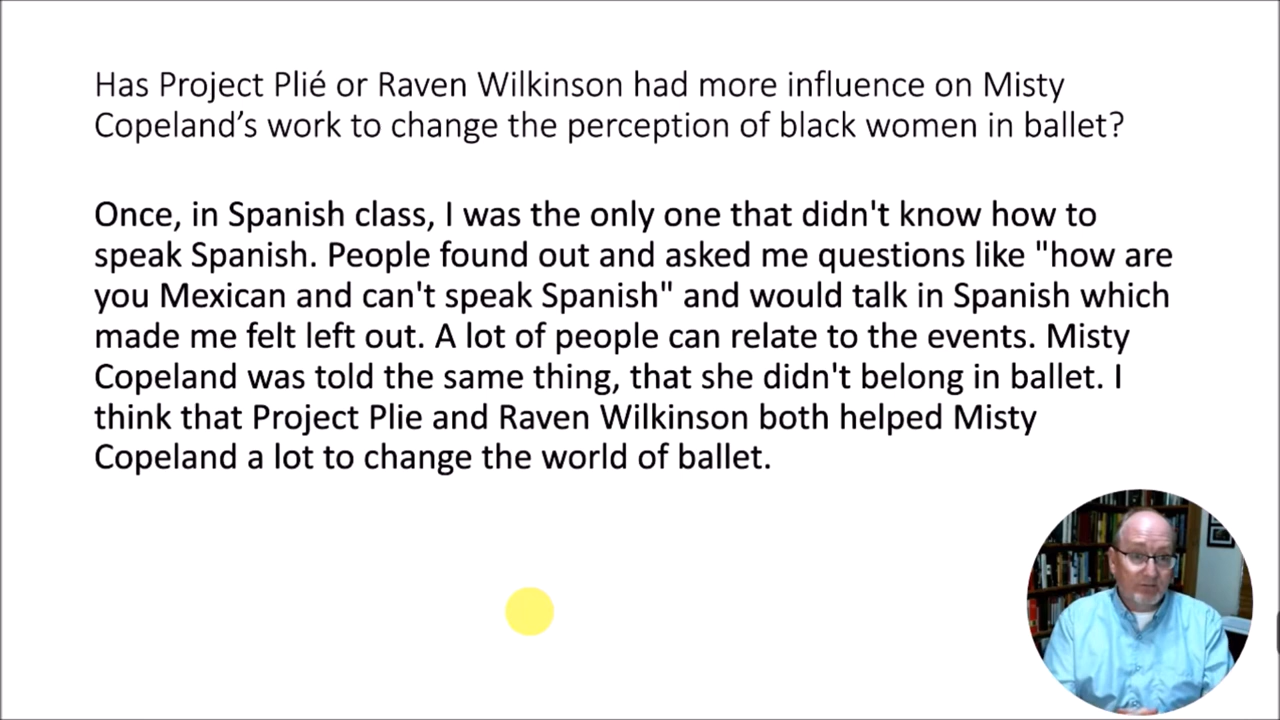 Has Project Plié or Raven Wilkinson had more influence on Misty
Copeland’s work to change the perception of black women in ballet?
Once, in Spanish class, I was the only one that didn't know how to
speak Spanish. People found out and asked me questions like "how are
you Mexican and can't speak Spanish" and would talk in Spanish which
made me felt left out. A lot of people can relate to the events. Misty
Copeland was told the same thing, that she didn't belong in ballet. I
think that Project Plie and Raven Wilkinson both helped Misty
Copeland a lot to change the world of ballet.